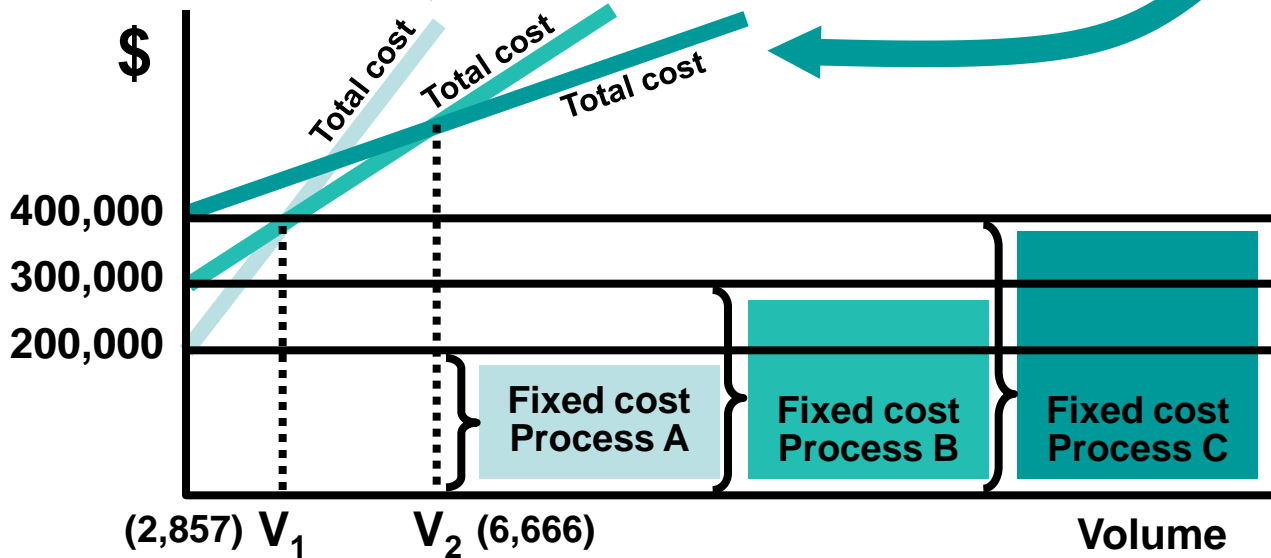 $
Total cost
Total cost
Total cost
400,000
300,000
200,000
Fixed cost
Process A
Fixed cost
Process B
Fixed cost
Process C
(2,857) V₁
V₂ (6,666)
Volume